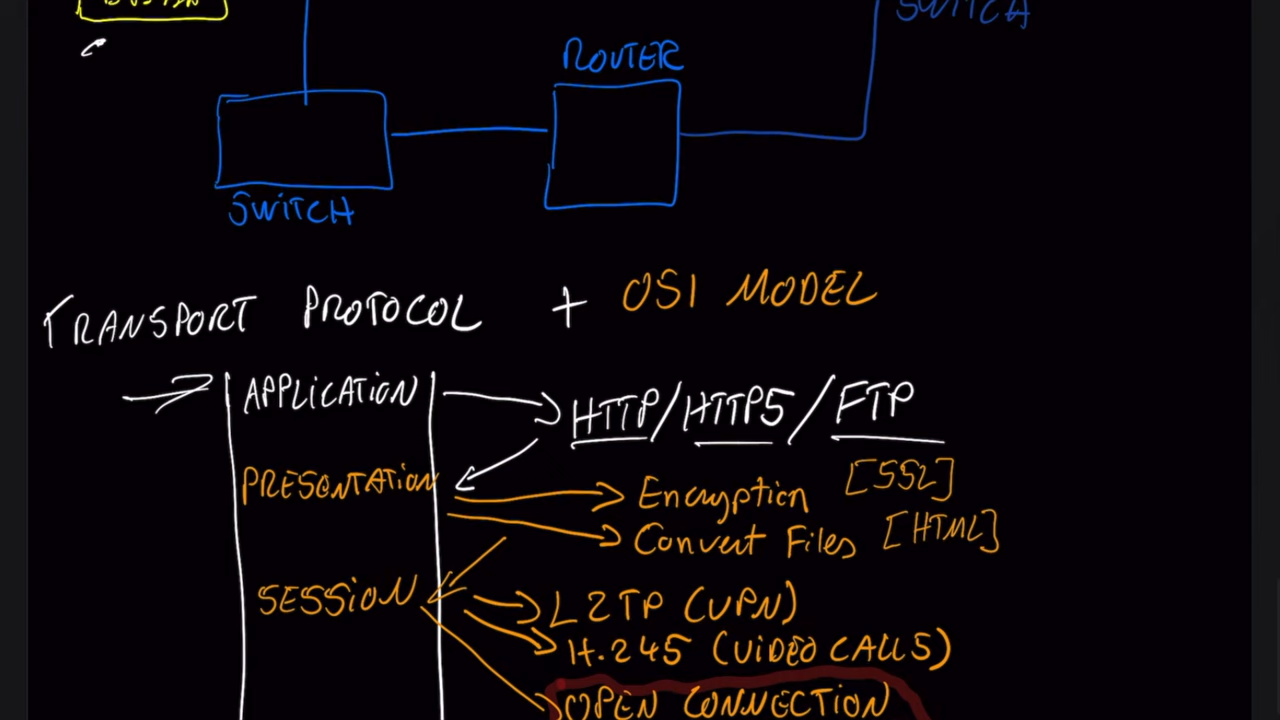 SWITCH
ROUTER
SWITCH
TRANSPORT PROTOCOL + OSI MODEL
APPLICATION HTTP/HTTPS/FTP
PRESENTATION Encryption [SSL]
Convert Files [HTML]
SESSION L2TP (VPN)
H.245 (VIDEO CALLS)
OPEN CONNECTION